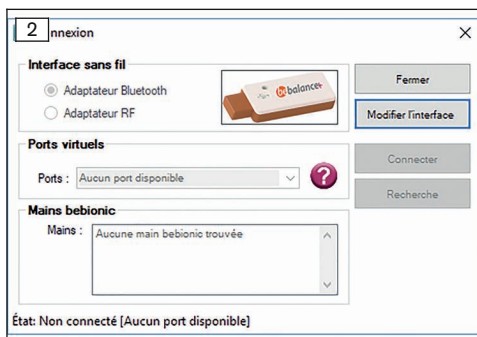 2
nnexion
Interface sans fil
Adaptateur Bluetooth
Adaptateur RF
bebalance+
Fermer
Modifier l'interface
Ports virtuels
Ports : Aucun port disponible
?
Connecter
Recherche
Mains bebionic
Mains : Aucune main bebionic trouvée
État: Non connecté [Aucun port disponible]